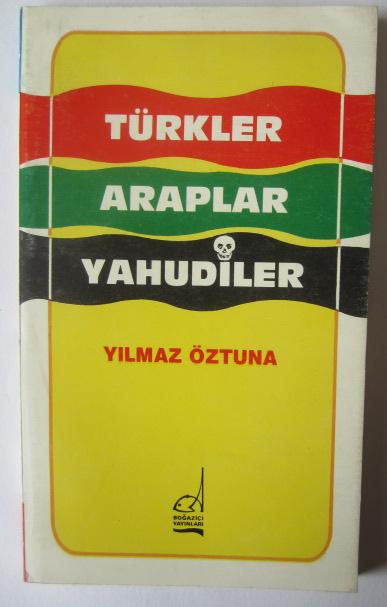 TÜRKLER
ARAPLAR
YAHUDİLER
YILMAZ ÖZTUNA
BOĞAZİÇİ
YAYINLARI